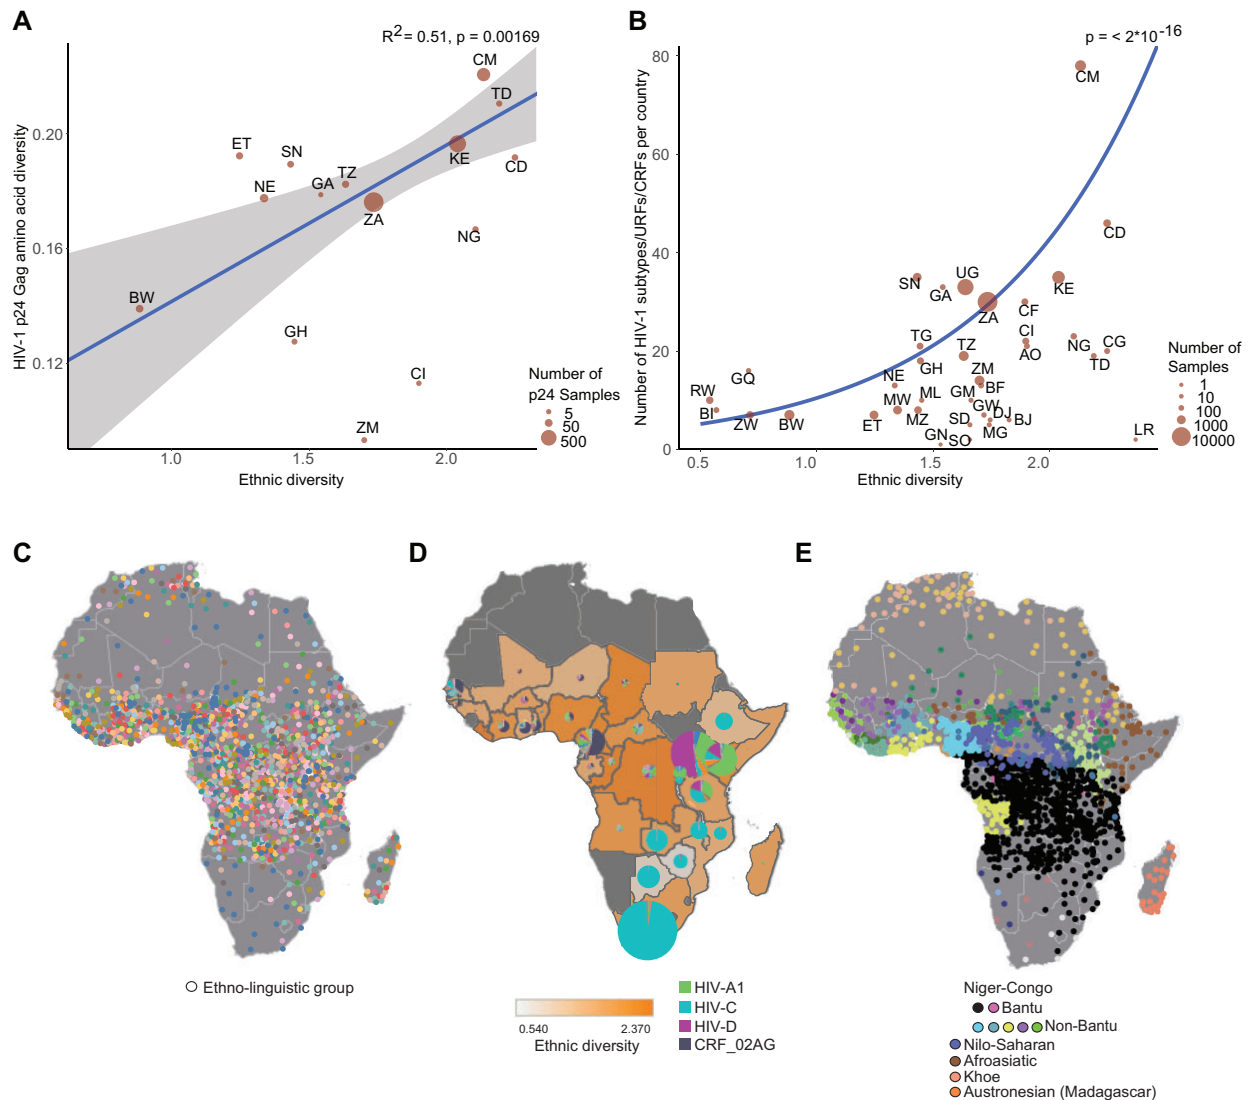 A
R2= 0.51, p = 0.00169
HIV-1 p24 Gag amino acid diversity
0.20
0.16
0.12
CM
TD
ET
SN
KE
CD
NE
GA
TZ
ZA
NG
BW
GH
CI
ZM
Number of
p24 Samples
5
50
500
1.0
1.5
2.0
Ethnic diversity
B
p = < 2*10-16
Number of HIV-1 subtypes/URFs/CRFs per country
80
60
40
20
0
CM
CD
SN
GA
UG
KE
ZA
CF
TG
TZ
CI
AO
NG
CG
TD
GH
GQ
NE
ZM
BF
RW
ML
GM
BI
MW
GW
ZW
BW
ET
MZ
SD
DJ
BJ
GN
SO
MG
LR
Number of
Samples
1
10
100
1000
10000
0.5
1.0
1.5
2.0
Ethnic diversity
C
Ethno-linguistic group
D
0.540
2.370
Ethnic diversity
HIV-A1
HIV-C
HIV-D
CRF_02AG
E
Niger-Congo
Bantu
Non-Bantu
Nilo-Saharan
Afroasiatic
Khoe
Austronesian (Madagascar)